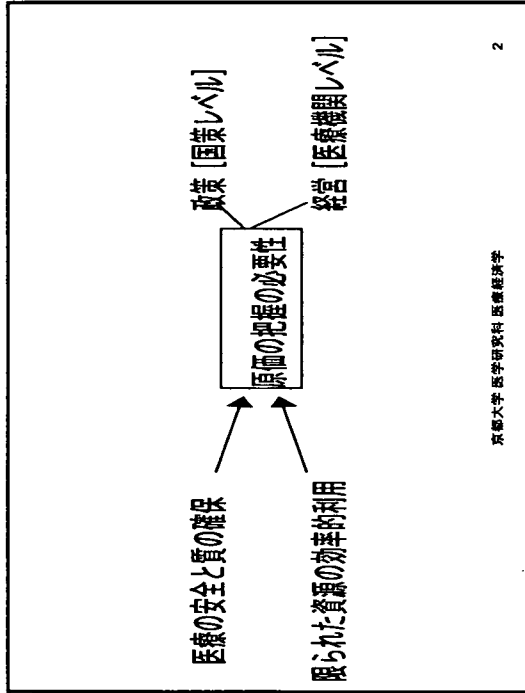 医療の安全と質の確保
限られた資源の効率的利用
原価の把握の必要性
政策 [国策レベル]
経営 [医療機関レベル]
京都大学 医学研究科 医療経済学
2